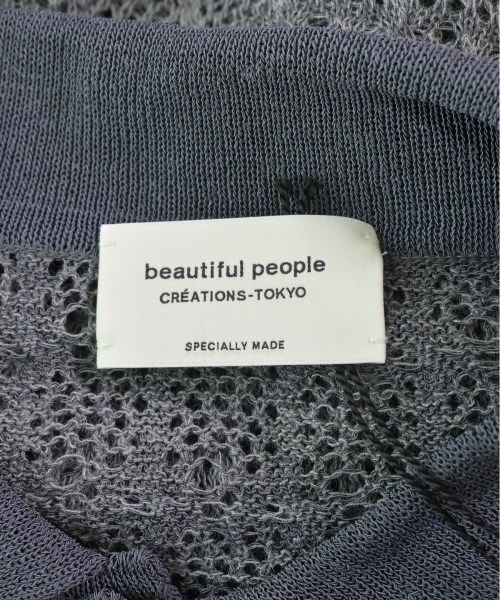 beautiful people
CRÉATIONS-TOKYO
SPECIALLY MADE